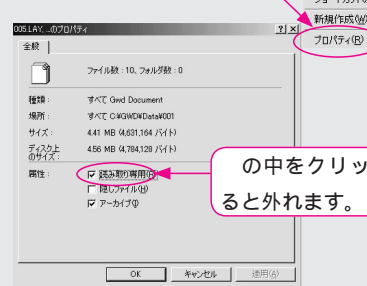 新規作成(W)
プロパティ(R)
005.LAY, ...のプロパティ
全般
ファイル数 : 10、フォルダ数 : 0
種類 : すべて Gwd Document
場所 : すべて C:¥GWD¥Data¥001
サイズ : 4.41 MB (4,631,164 バイト)
ディスク上のサイズ : 4.56 MB (4,784,128 バイト)
属性 : 読み取り専用(R)
隠しファイル(H)
アーカイブ(I)
の中をクリッ
ると外れます。
OK キャンセル 適用(A)